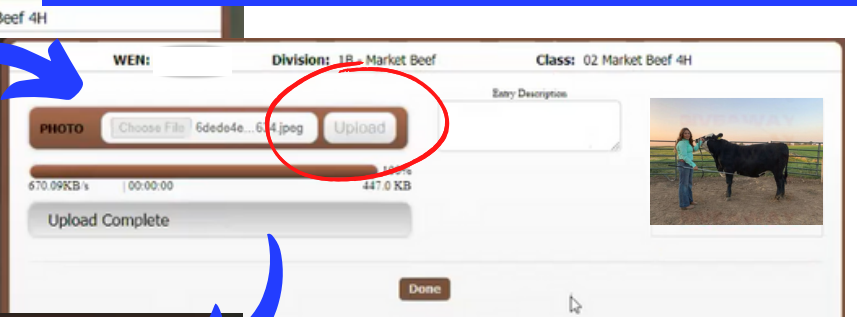 Beef 4H
WEN: Division: 1B - Market Beef Class: 02 Market Beef 4H
Entry Description
PHOTO Choose File 6dede4e...624.jpeg Upload
100%
670.09KB/s | 00:00:00 447.0 KB
Upload Complete
Done